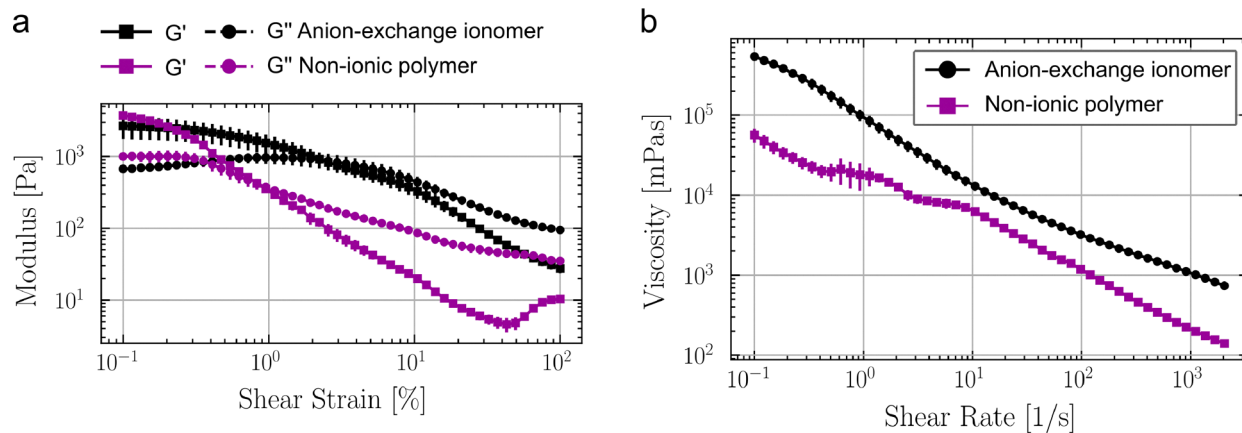 a
G' G'' Anion-exchange ionomer
G' G'' Non-ionic polymer
Modulus [Pa]
10³
10²
10¹
10⁻¹ 10⁰ 10¹ 10²
Shear Strain [%]
b
Anion-exchange ionomer
Non-ionic polymer
Viscosity [mPas]
10⁵
10⁴
10³
10²
10⁻¹ 10⁰ 10¹ 10² 10³
Shear Rate [1/s]